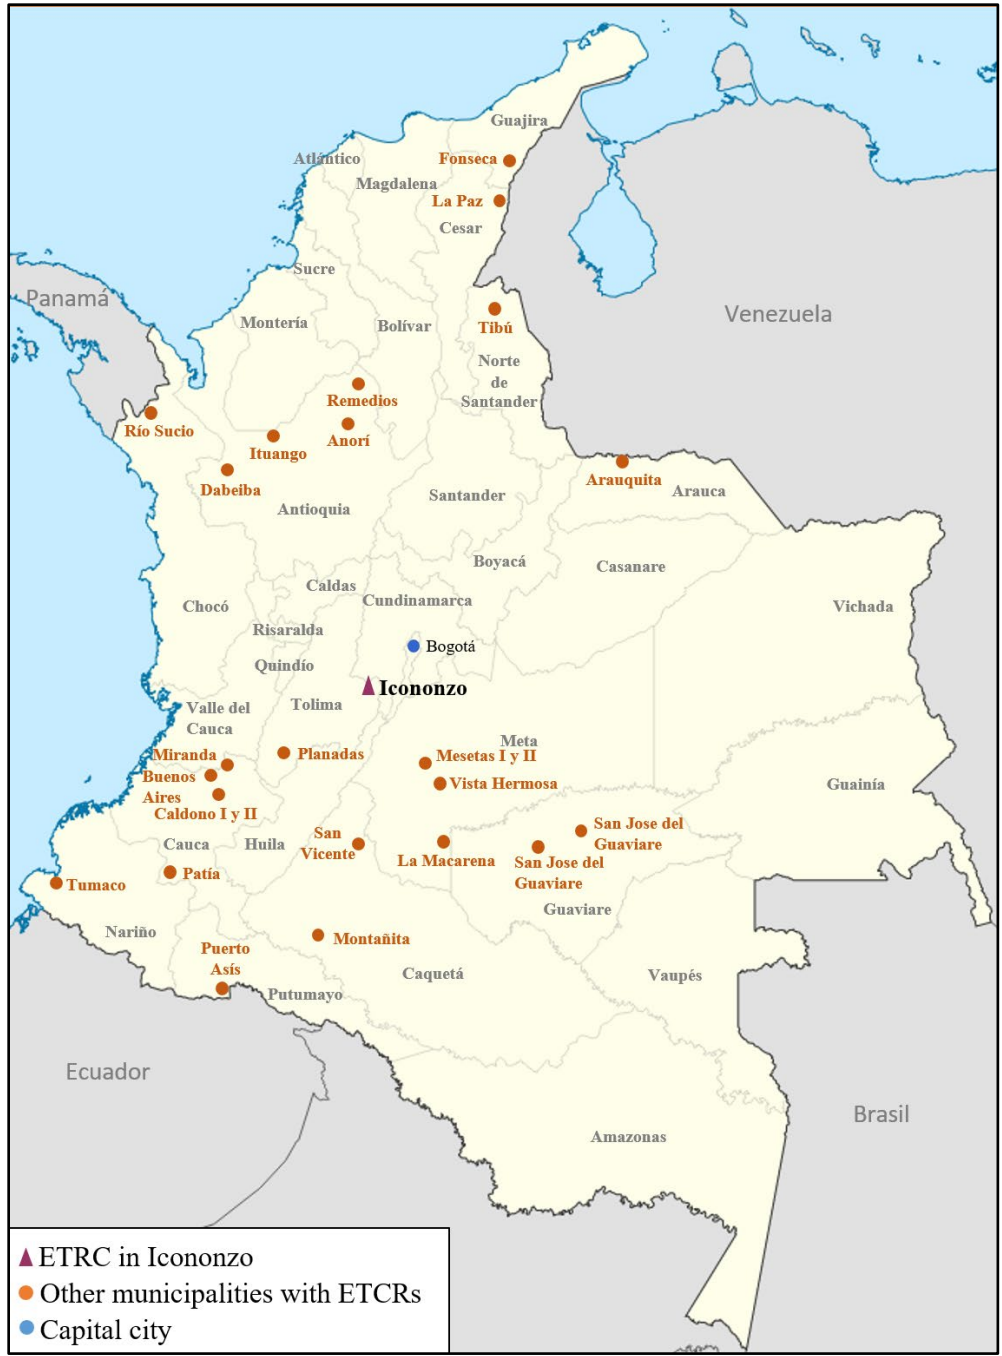 Guajira
Atlántico
Fonseca
Magdalena
La Paz
Cesar
Sucre
Panamá
Venezuela
Montería
Bolívar
Tibú
Norte
de
Santander
Remedios
Río Sucio
Anorí
Ituango
Dabeiba
Arauquita
Arauca
Santander
Antioquia
Boyacá
Casanare
Caldas
Cundinamarca
Chocó
Vichada
Risaralda
Bogotá
Quindío
Icononzo
Tolima
Valle del
Cauca
Meta
Miranda
Planadas
Mesetas I y II
Buenos
Aires
Vista Hermosa
Guainía
Caldono I y II
San Jose del
Guaviare
San
Vicente
Cauca
Huila
La Macarena
San Jose del
Guaviare
Patía
Tumaco
Guaviare
Nariño
Montañita
Puerto
Asís
Caquetá
Vaupés
Putumayo
Ecuador
Brasil
Amazonas
ETRC in Icononzo
Other municipalities with ETCRs
Capital city